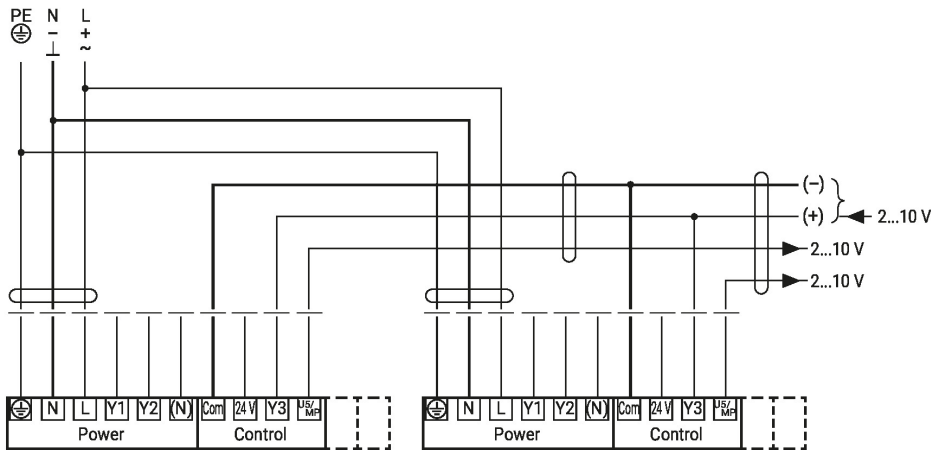 PE N L
– +
⊥ ~
(–)
(+) 2...10 V
2...10 V
2...10 V
N L Y1 Y2 (N) Com 24 V Y3 U5/MP N L Y1 Y2 (N) Com 24 V Y3 U5/MP
Power Control Power Control